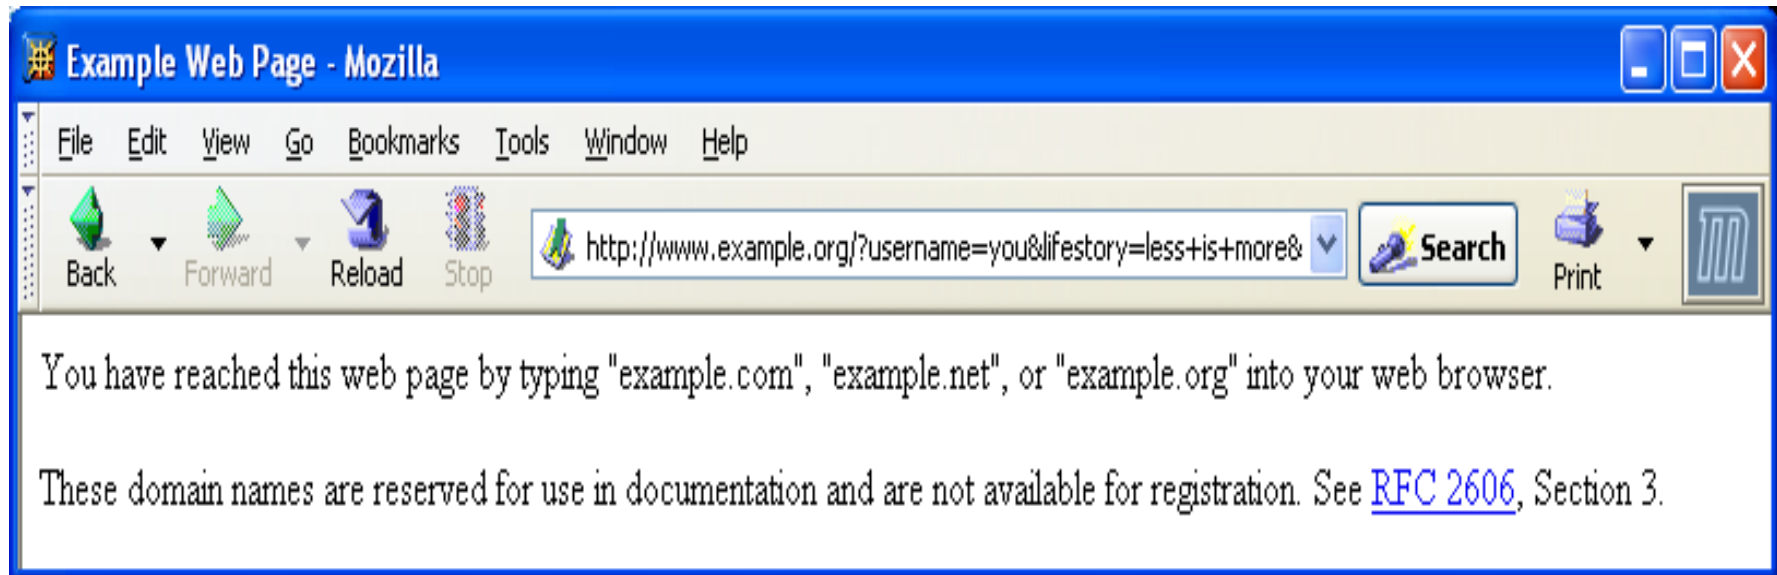 Example Web Page - Mozilla
File Edit View Go Bookmarks Tools Window Help
Back Forward Reload Stop http://www.example.org/?username=you&lifestory=less+is+more& Search Print m
You have reached this web page by typing "example.com", "example.net", or "example.org" into your web browser.
These domain names are reserved for use in documentation and are not available for registration. See RFC 2606, Section 3.